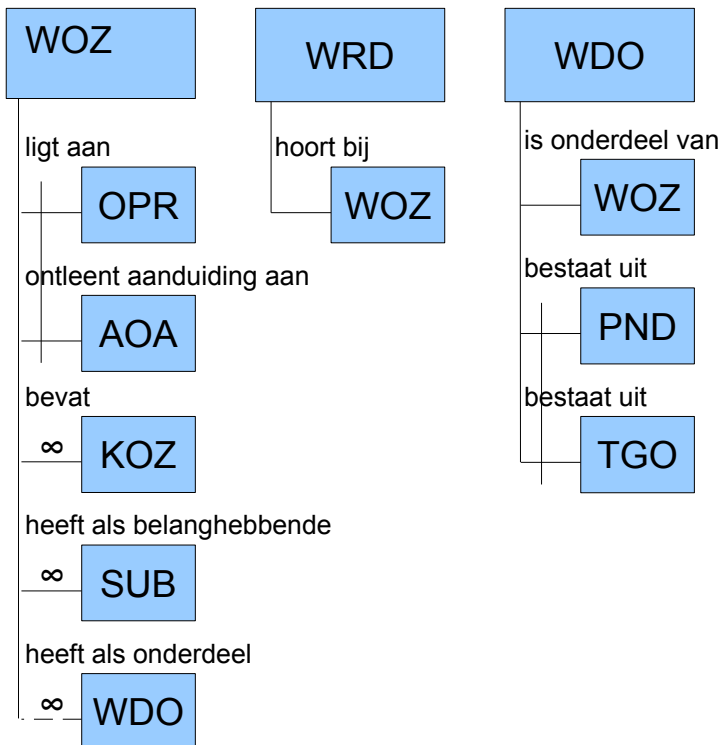 WOZ
ligt aan
OPR
ontleent aanduiding aan
AOA
bevat
∞ KOZ
heeft als belanghebbende
∞ SUB
heeft als onderdeel
∞ WDO
WRD
hoort bij
WOZ
WDO
is onderdeel van
WOZ
bestaat uit
PND
bestaat uit
TGO